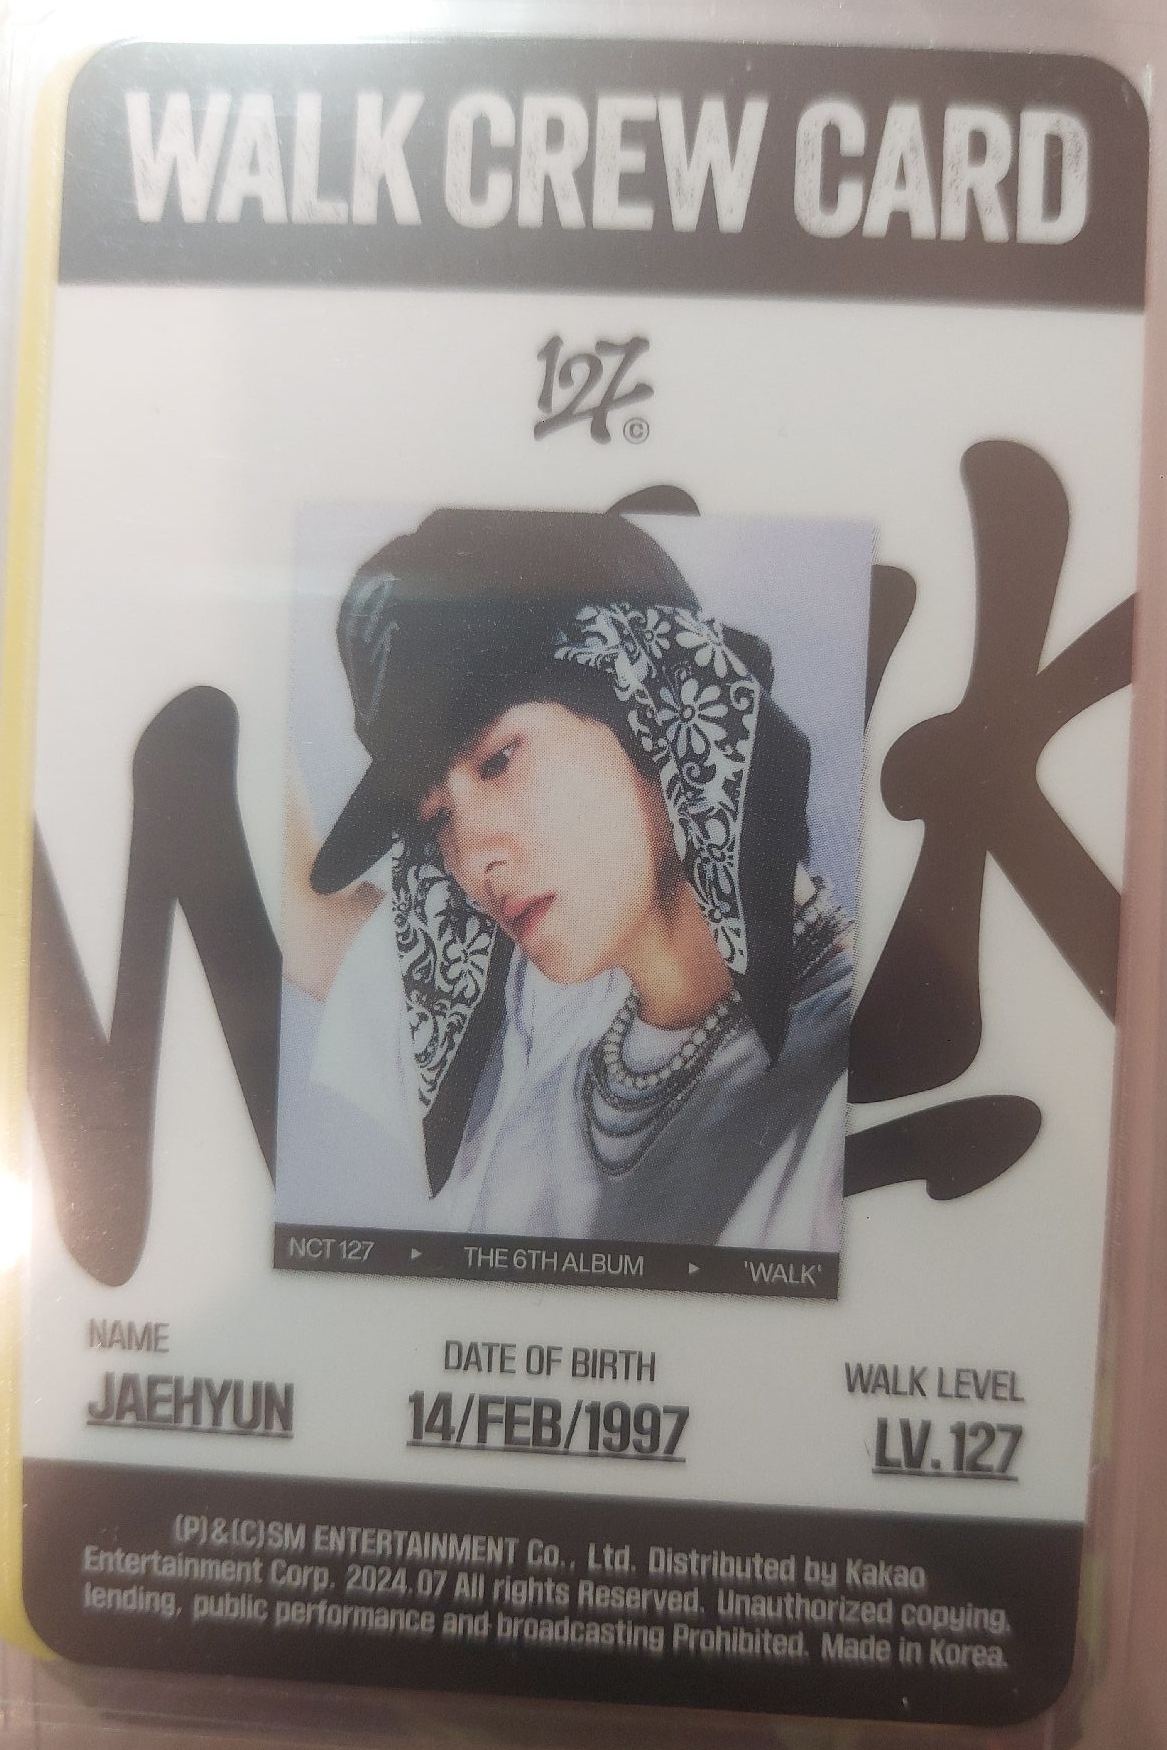 WALK CREW CARD
127 ©
WALK
NCT 127 ▸ THE 6TH ALBUM ▸ 'WALK'
NAME
JAEHYUN
DATE OF BIRTH
14/FEB/1997
WALK LEVEL
LV.127
(P)&(C)SM ENTERTAINMENT Co., Ltd. Distributed by Kakao
Entertainment Corp. 2024.07 All rights Reserved. Unauthorized copying,
lending, public performance and broadcasting Prohibited. Made in Korea.